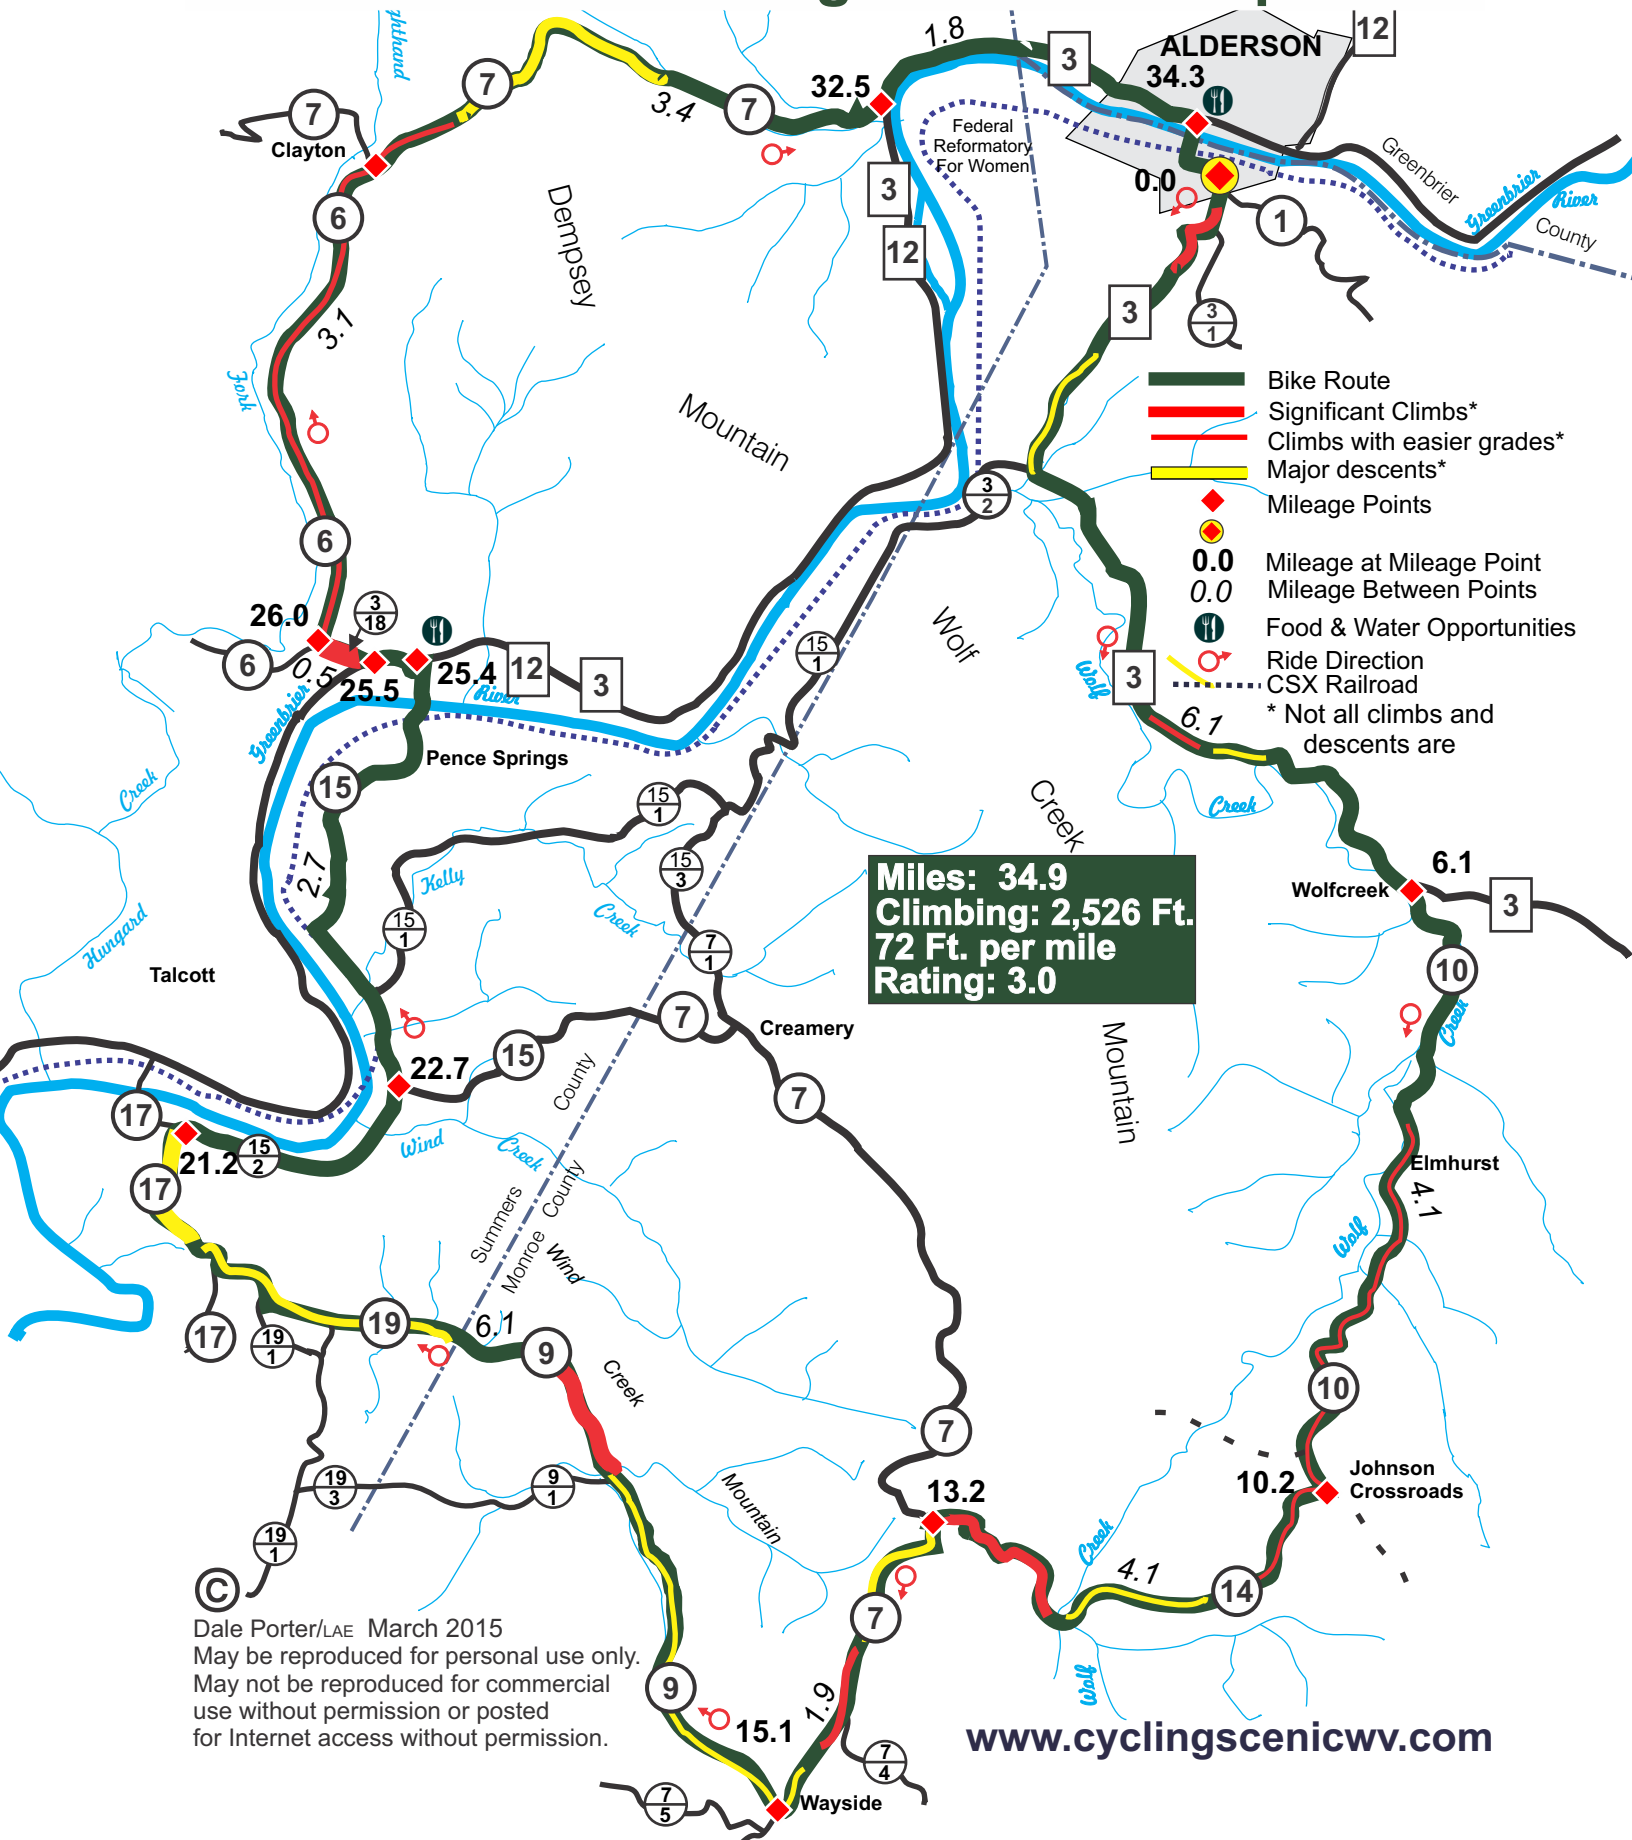 ghthand
1.8
12
ALDERSON
3
34.3
7
7
3.4
7
32.5
Clayton
Federal
Reformatory
For Women
Greenbrier
Greenbrier
River
County
0.0
3
6
1
12
Dempsey
3
3
1
3.1
Fork
Mountain
Bike Route
Significant Climbs*
Climbs with easier grades*
Major descents*
Mileage Points
0.0 Mileage at Mileage Point
0.0 Mileage Between Points
Food & Water Opportunities
Ride Direction
CSX Railroad
* Not all climbs and
descents are
3
2
6
Wolf
26.0
3
18
6
0.5
25.5
25.4
12
3
15
1
Wolf
3
6.1
Greenbrier
River
Pence Springs
15
Creek
15
1
Creek
Creek
2.7
Kelly
15
3
Creek
15
1
7
1
Miles: 34.9
Climbing: 2,526 Ft.
72 Ft. per mile
Rating: 3.0
Wolfcreek
6.1
3
10
Creek
Hungard
Talcott
7
Creamery
15
22.7
County
Mountain
7
17
15
2
21.2
17
Wind
Creek
Summers
Monroe County
Wind
Elmhurst
4.1
Wolf
17
19
1
19
6.1
9
Creek
10
7
19
3
9
1
Mountain
13.2
10.2
Johnson
Crossroads
19
1
Creek
4.1
14
7
©
Dale Porter/LAE March 2015
May be reproduced for personal use only.
May not be reproduced for commercial
use without permission or posted
for Internet access without permission.
9
15.1
1.9
Wolf
www.cyclingscenicwv.com
7
4
7
5
Wayside